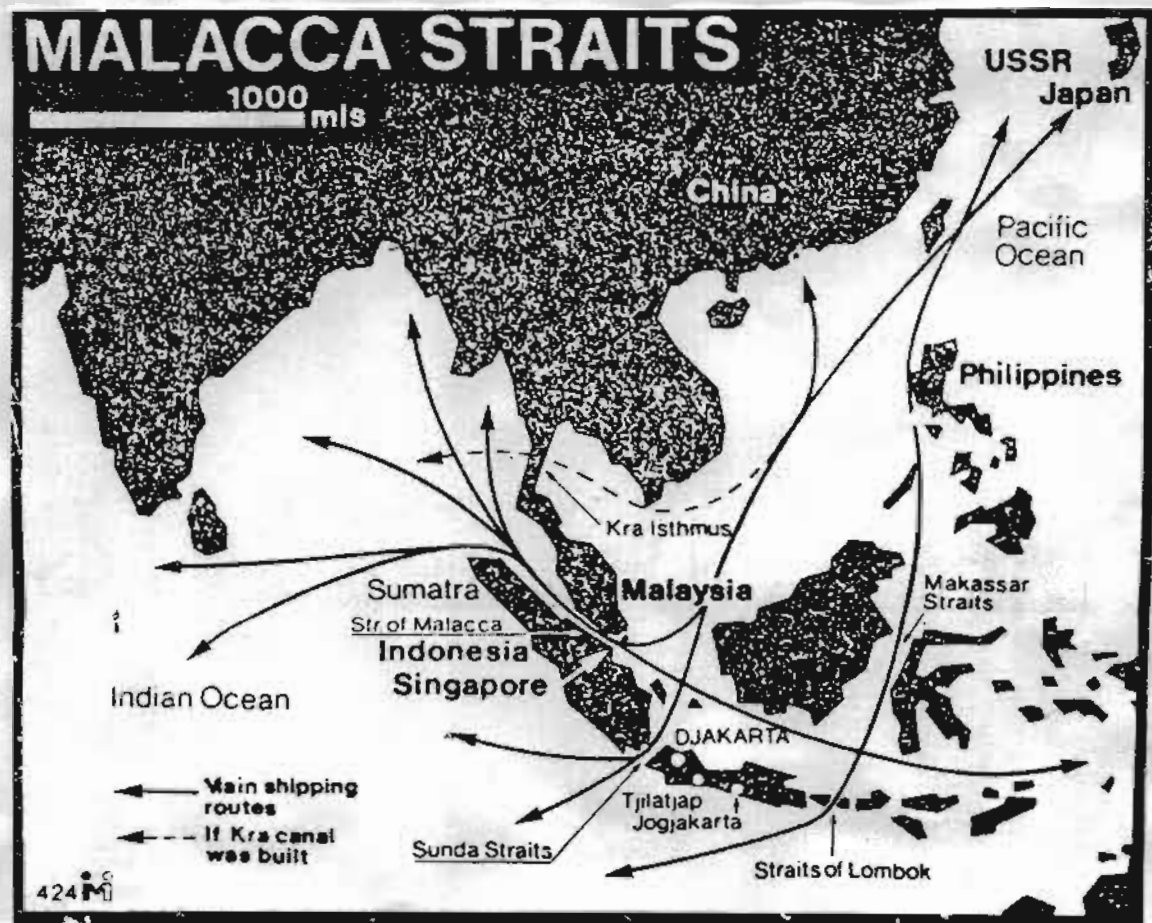 MALACCA STRAITS
1000
mls
USSR
Japan
China
Pacific
Ocean
Philippines
Kra Isthmus
Malaysia
Makassar
Straits
Sumatra
Str. of Malacca
Indonesia
Singapore
Indian Ocean
DJAKARTA
Main shipping
routes
Tjilatjap
Jogjakarta
If Kra canal
was built
Sunda Straits
Straits of Lombok
424